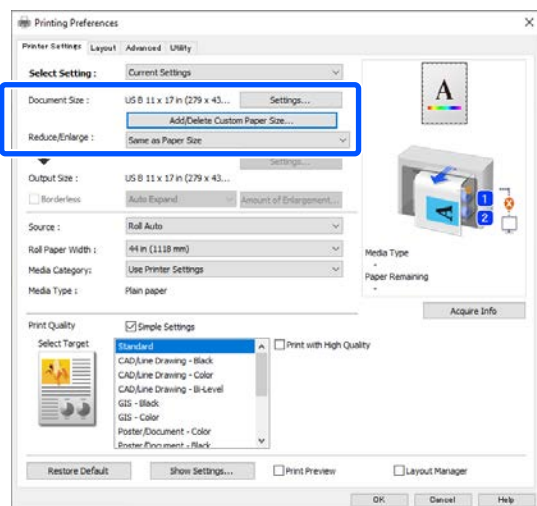 Printing Preferences
Printer Settings Layout Advanced Utility
Select Setting : Current Settings
Document Size : US B 11 x 17 in (279 x 43... Settings...
Add/Delete Custom Paper Size...
Reduce/Enlarge : Same as Paper Size
Settings...
Output Size : US B 11 x 17 in (279 x 43...
Borderless Auto Expand Amount of Enlargement...
Source : Roll Auto
Roll Paper Width : 44 in (1118 mm)
Media Category: Use Printer Settings
Media Type : Plain paper
A
A
1
2
Media Type
-
Paper Remaining
-
Acquire Info
Print Quality Simple Settings
Select Target
Standard
CAD/Line Drawing - Black
CAD/Line Drawing - Color
CAD/Line Drawing - Bi-Level
GIS - Black
GIS - Color
Poster/Document - Color
Poster/Document - Black
Print with High Quality
Restore Default Show Settings... Print Preview Layout Manager
OK Cancel Help